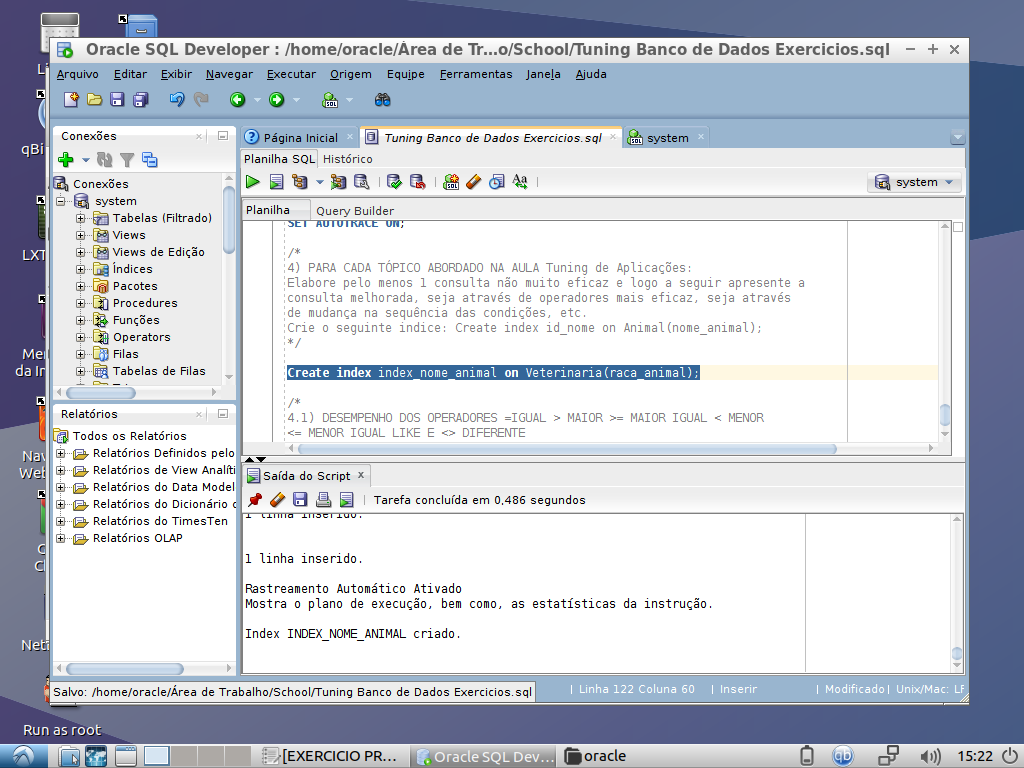 Oracle SQL Developer : /home/oracle/Área de Tr...o/School/Tuning Banco de Dados Exercicios.sql
Arquivo Editar Exibir Navegar Executar Origem Equipe Ferramentas Janela Ajuda
Conexões
Página Inicial
Tuning Banco de Dados Exercicios.sql
system
Planilha SQL Histórico
system
Planilha Query Builder
Conexões
system
Tabelas (Filtrado)
Views
Views de Edição
Índices
Pacotes
Procedures
Funções
Operators
Filas
Tabelas de Filas
SET AUTOTRACE ON;
/*
4) PARA CADA TÓPICO ABORDADO NA AULA Tuning de Aplicações:
Elabore pelo menos 1 consulta não muito eficaz e logo a seguir apresente a
consulta melhorada, seja através de operadores mais eficaz, seja através
de mudança na sequência das condições, etc.
Crie o seguinte indice: Create index id_nome on Animal(nome_animal);
*/
Create index index_nome_animal on Veterinaria(raca_animal);
/*
4.1) DESEMPENHO DOS OPERADORES =IGUAL > MAIOR >= MAIOR IGUAL < MENOR
<= MENOR IGUAL LIKE E <> DIFERENTE
Relatórios
Todos os Relatórios
Relatórios Definidos pelo
Relatórios de View Analíti
Relatórios do Data Model
Relatórios do Dicionário
Relatórios do TimesTen
Relatórios OLAP
Saída do Script
Tarefa concluída em 0,486 segundos
1 linha inserido.
1 linha inserido.
Rastreamento Automático Ativado
Mostra o plano de execução, bem como, as estatísticas da instrução.
Index INDEX_NOME_ANIMAL criado.
Salvo: /home/oracle/Área de Trabalho/School/Tuning Banco de Dados Exercicios.sql
| Linha 122 Coluna 60 | Inserir | Modificado | Unix/Mac: LF
qBi
LXT
Mer
da In
Nav
Web
Net
Run as root
[EXERCICIO PR...
Oracle SQL Dev...
oracle
qb
15:22